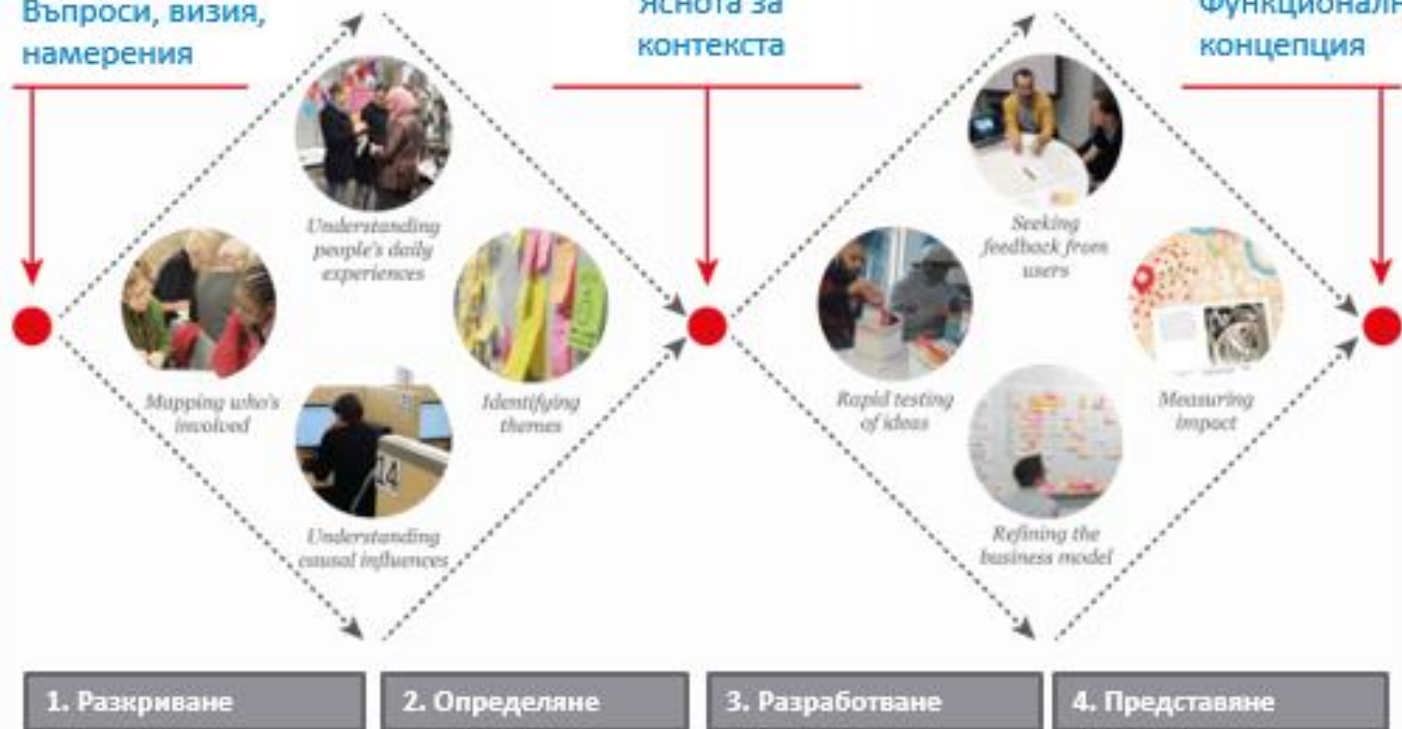 Въпроси, визия,
намерения
Яснота за
контекста
концепция
Understanding
people's daily
experiences
Mapping who's
involved
Identifying
themes
14
Understanding
causal influences
Seeking
feedback from
users
Rapid testing
of ideas
Measuring
impact
Refining the
business model
1. Разкриване
2. Определяне
3. Разработване
4. Представяне